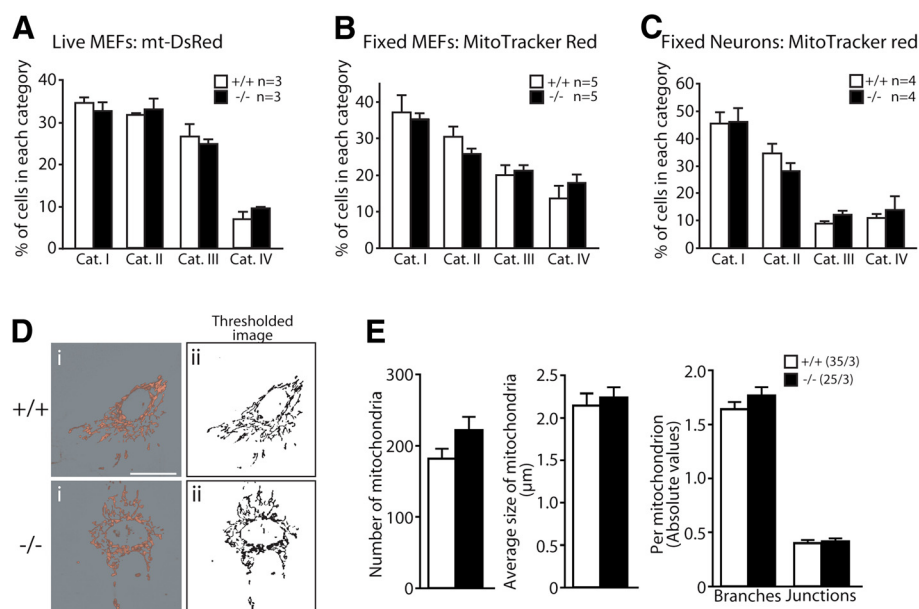 A Live MEFs: mt-DsRed
% of cells in each category
40
30
20
10
0
+/+ n=3
-/- n=3
Cat. I Cat. II Cat. III Cat. IV
B Fixed MEFs: MitoTracker Red
% of cells in each category
40
30
20
10
0
+/+ n=5
-/- n=5
Cat. I Cat. II Cat. III Cat. IV
C Fixed Neurons: MitoTracker red
% of cells in each category
60
50
40
30
20
10
0
+/+ n=4
-/- n=4
Cat. I Cat. II Cat. III Cat. IV
D
Thresholded
image
+/+
i
ii
-/-
i
ii
E
Number of mitochondria
300
200
100
0
Average size of mitochondria
(μm)
2.5
2.0
1.5
1.0
0.5
0
Per mitochondrion
(Absolute values)
2.0
1.5
1.0
0.5
0
+/+ (35/3)
-/- (25/3)
Branches Junctions